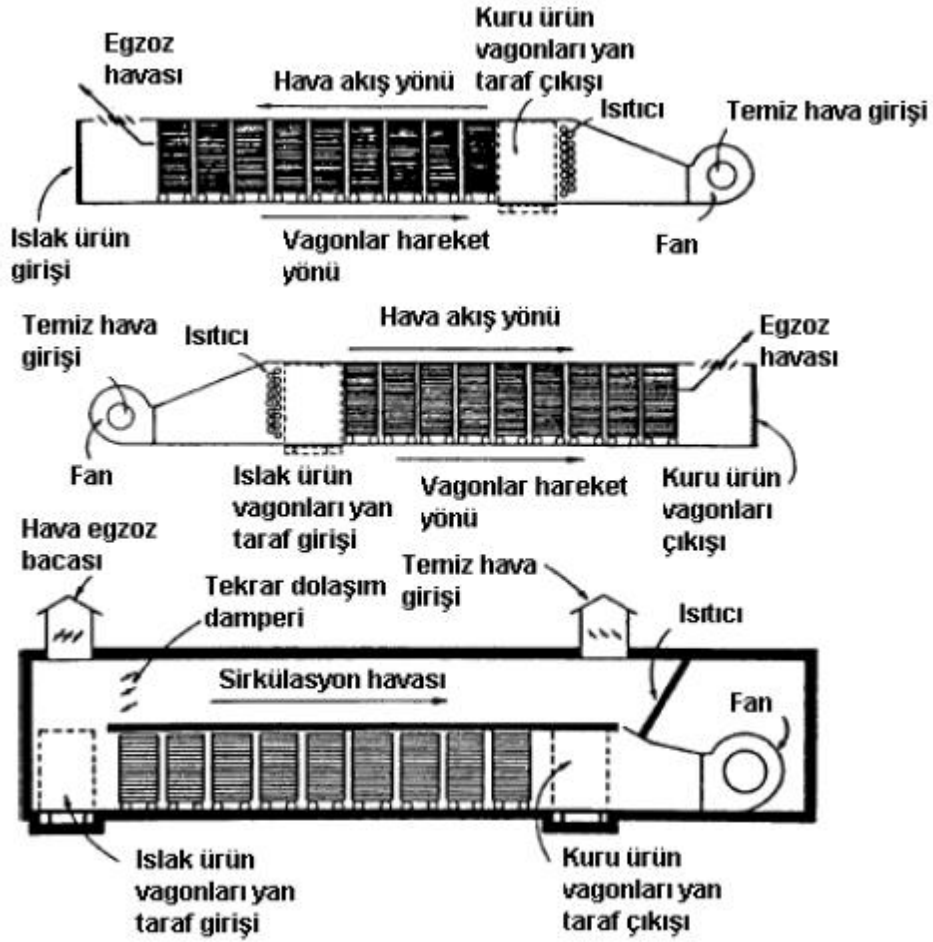 Egzoz
havası
Hava akış yönü
Kuru ürün
vagonları yan
taraf çıkışı
Isıtıcı
Temiz hava girişi
Islak ürün
girişi
Vagonlar hareket
yönü
Fan
Temiz hava
girişi
Isıtıcı
Hava akış yönü
Egzoz
havası
Fan
Islak ürün
vagonları yan
taraf girişi
Vagonlar hareket
yönü
Kuru ürün
vagonları
çıkışı
Hava egzoz
bacası
Tekrar dolaşım
damperi
Temiz hava
girişi
Isıtıcı
Sirkülasyon havası
Fan
Islak ürün
vagonları yan
taraf girişi
Kuru ürün
vagonları yan
taraf çıkışı